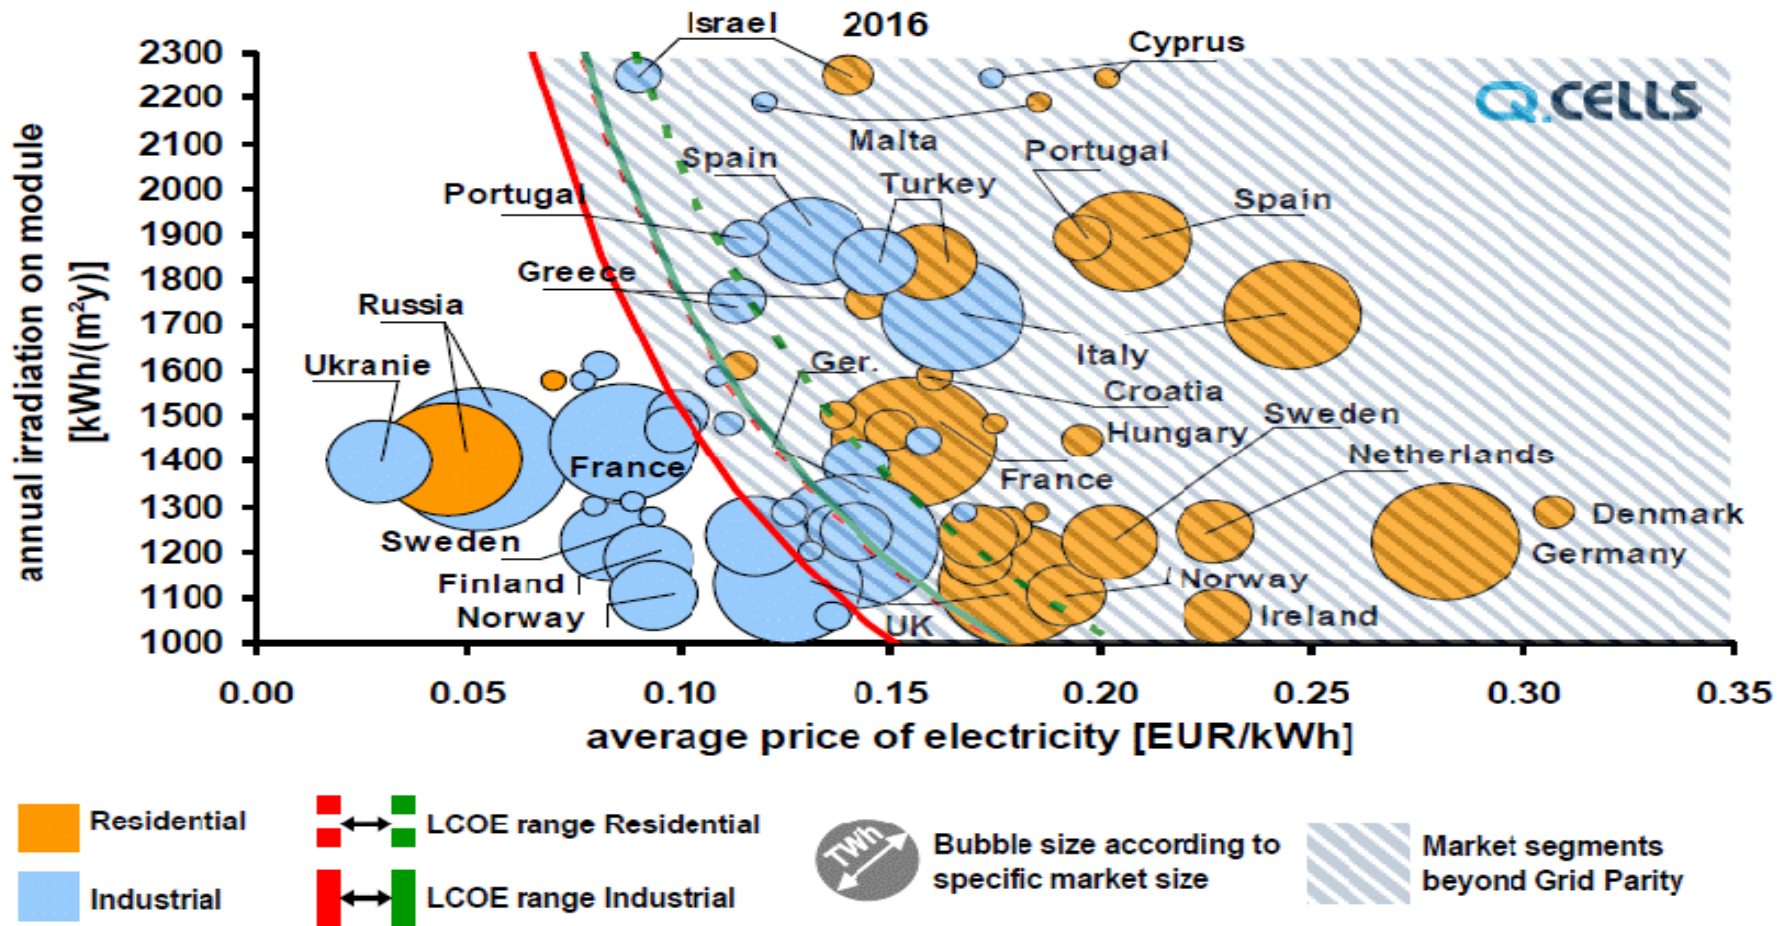 2016
Israel
Cyprus
2300
2200
2100
2000
1900
1800
1700
1600
1500
1400
1300
1200
1100
1000
annual irradiation on module
[kWh/(m²y)]
Q.CELLS
Malta
Spain
Portugal
Turkey
Portugal
Spain
Greece
Russia
Ukranie
Ger.
Italy
Croatia
Sweden
Hungary
Netherlands
France
France
Denmark
Sweden
Germany
Finland
Norway
Norway
Ireland
UK
0.00
0.05
0.10
0.15
0.20
0.25
0.30
0.35
average price of electricity [EUR/kWh]
Residential
Industrial
LCOE range Residential
LCOE range Industrial
TWh
Bubble size according to
specific market size
Market segments
beyond Grid Parity